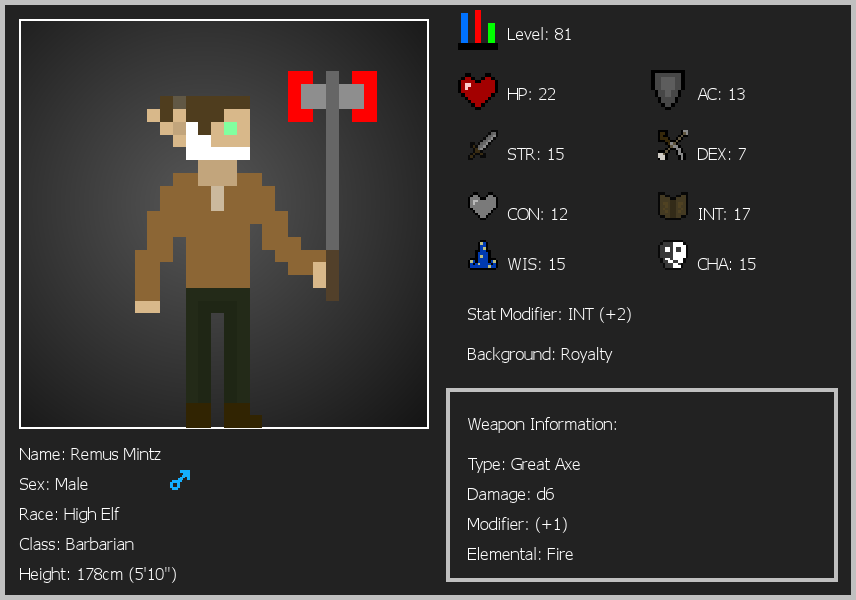 Level: 81
HP: 22
AC: 13
STR: 15
DEX: 7
CON: 12
INT: 17
WIS: 15
CHA: 15
Stat Modifier: INT (+2)
Background: Royalty
Weapon Information:
Type: Great Axe
Damage: d6
Modifier: (+1)
Elemental: Fire
Name: Remus Mintz
Sex: Male
Race: High Elf
Class: Barbarian
Height: 178cm (5'10")